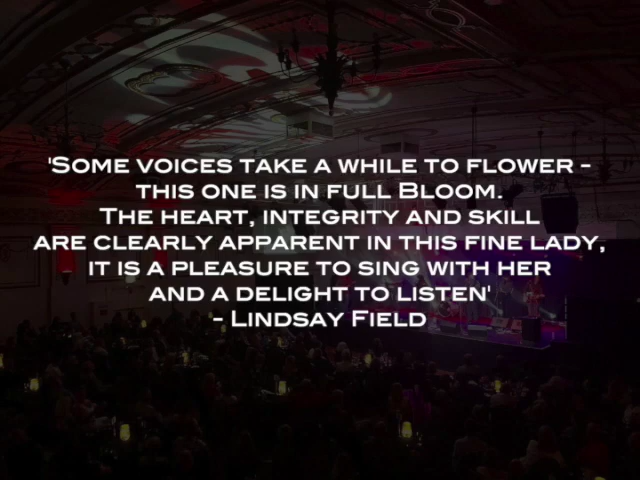 'Some voices take a while to flower -
this one is in full Bloom.
The heart, integrity and skill
are clearly apparent in this fine lady,
it is a pleasure to sing with her
and a delight to listen'
- Lindsay Field